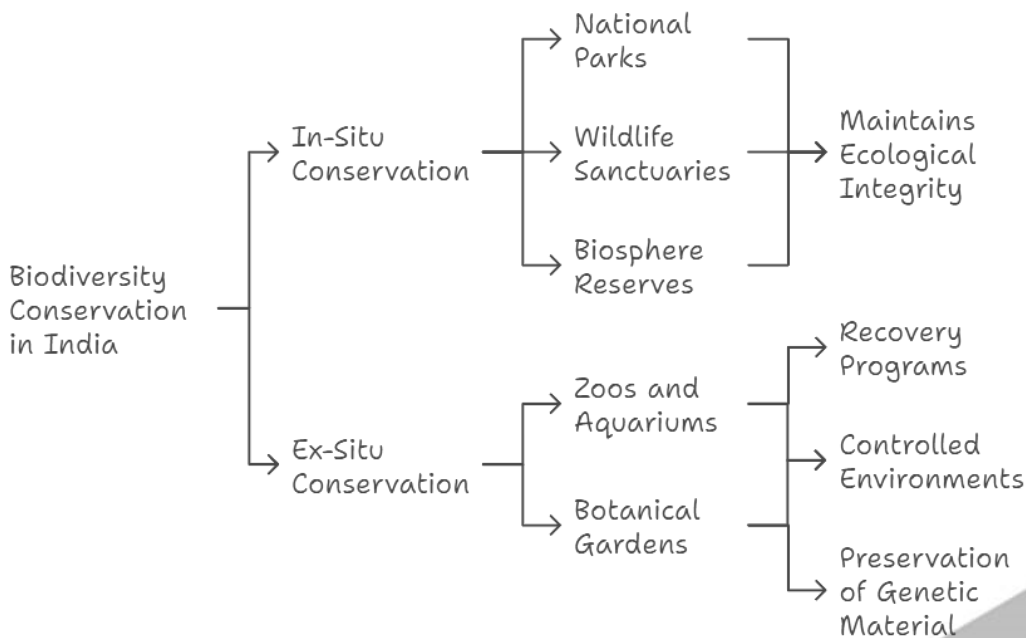 Biodiversity
Conservation
in India
In-Situ
Conservation
National
Parks
Wildlife
Sanctuaries
Biosphere
Reserves
Maintains
Ecological
Integrity
Ex-Situ
Conservation
Zoos and
Aquariums
Botanical
Gardens
Recovery
Programs
Controlled
Environments
Preservation
of Genetic
Material